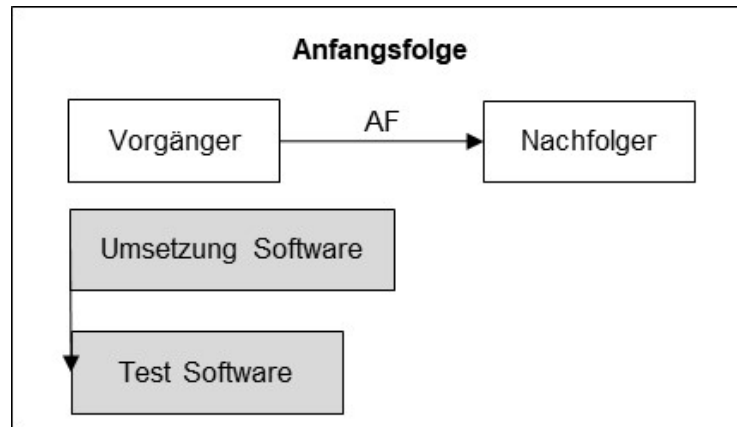 Anfangsfolge
Vorgänger
AF
Nachfolger
Umsetzung Software
Test Software